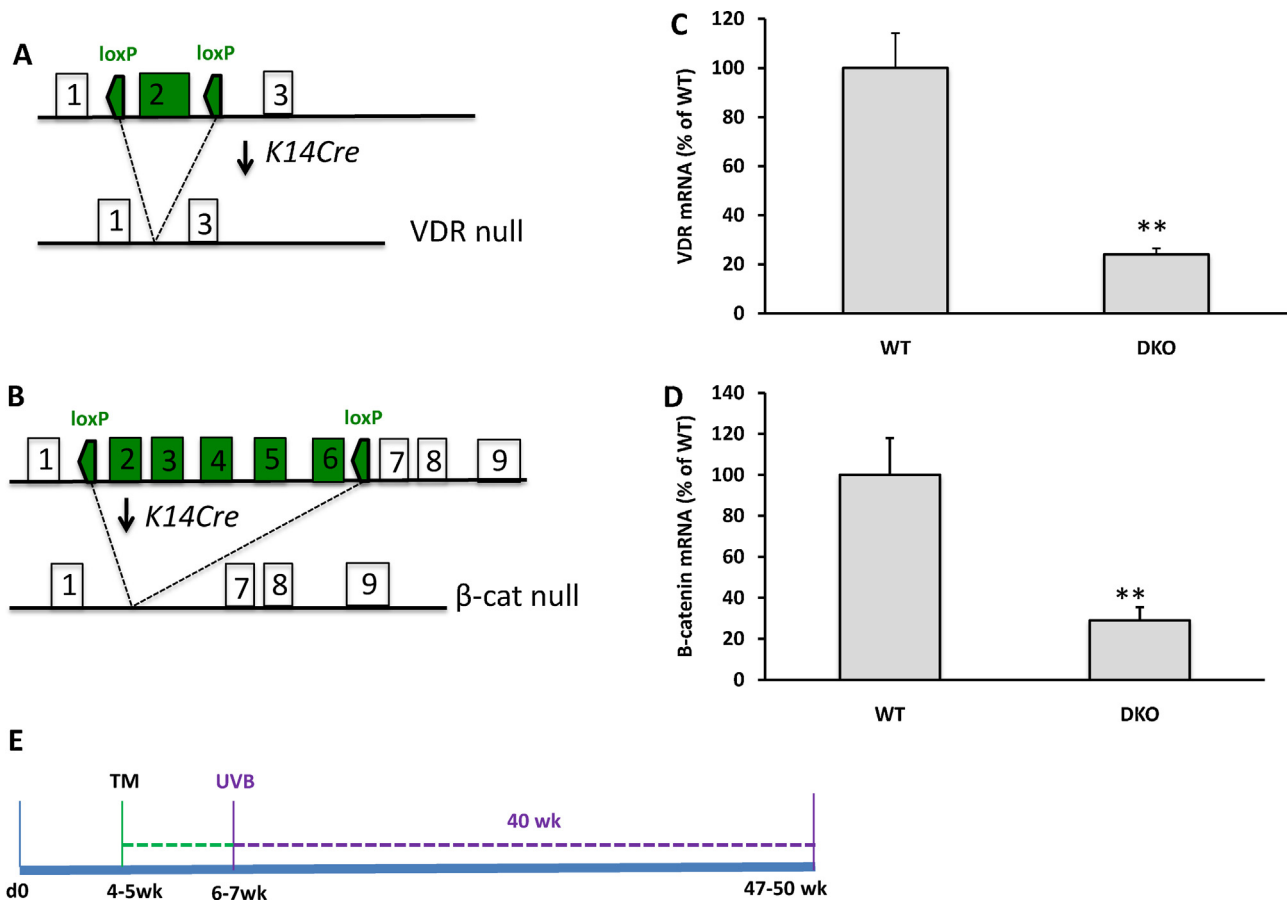 A
loxP loxP
1 2 3
K14Cre
1 3
VDR null
B
loxP loxP
1 2 3 4 5 6 7 8 9
K14Cre
1 7 8 9
β-cat null
C
VDR mRNA (% of WT)
120
100
80
60
40
20
0
**
WT DKO
D
B-catenin mRNA (% of WT)
140
120
100
80
60
40
20
0
**
WT DKO
E
TM UVB
40 wk
d0 4-5wk 6-7wk 47-50 wk